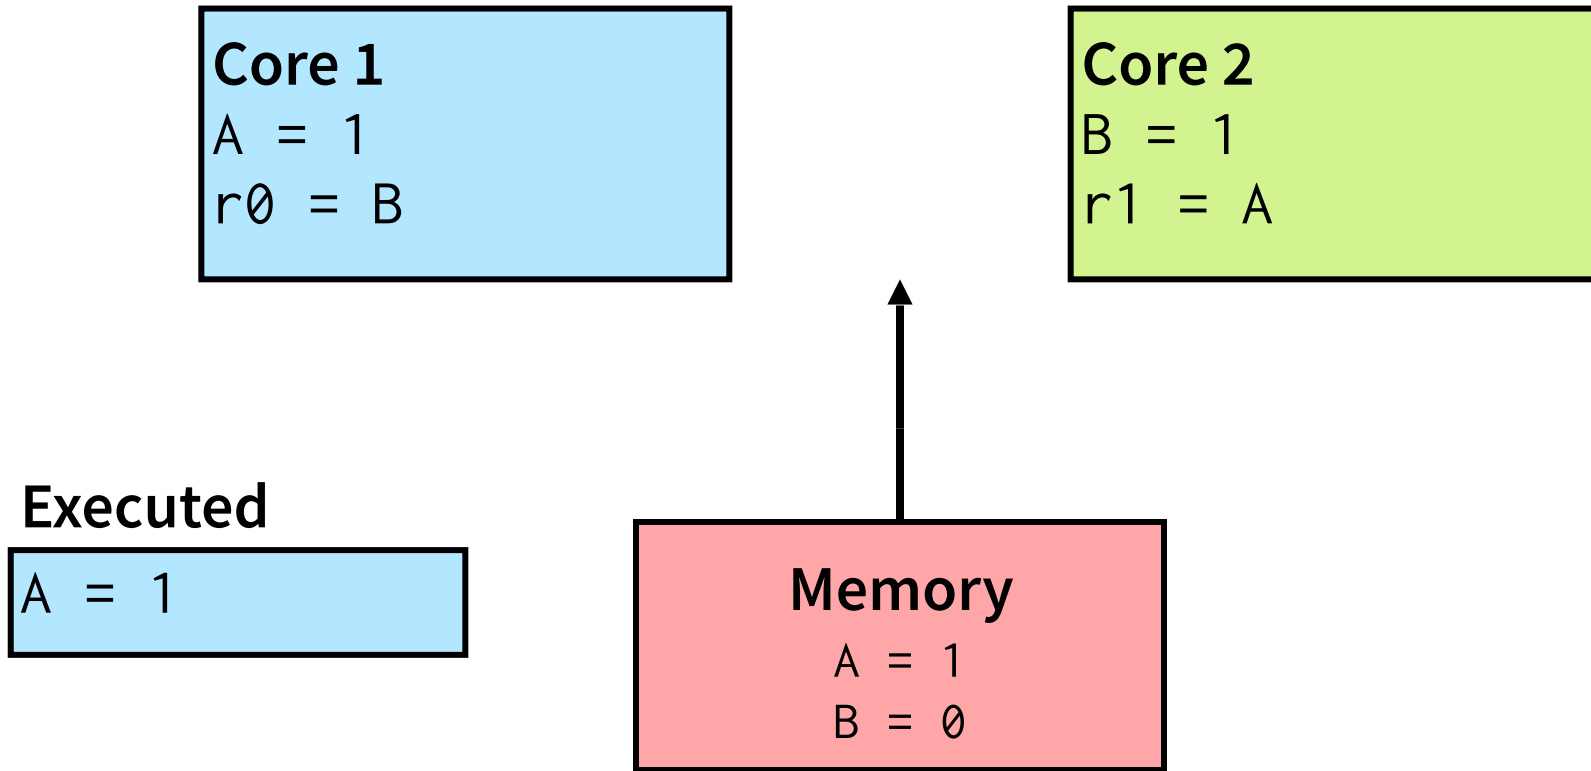 Core 1
A = 1
r0 = B
Core 2
B = 1
r1 = A
Executed
A = 1
Memory
A = 1
B = 0